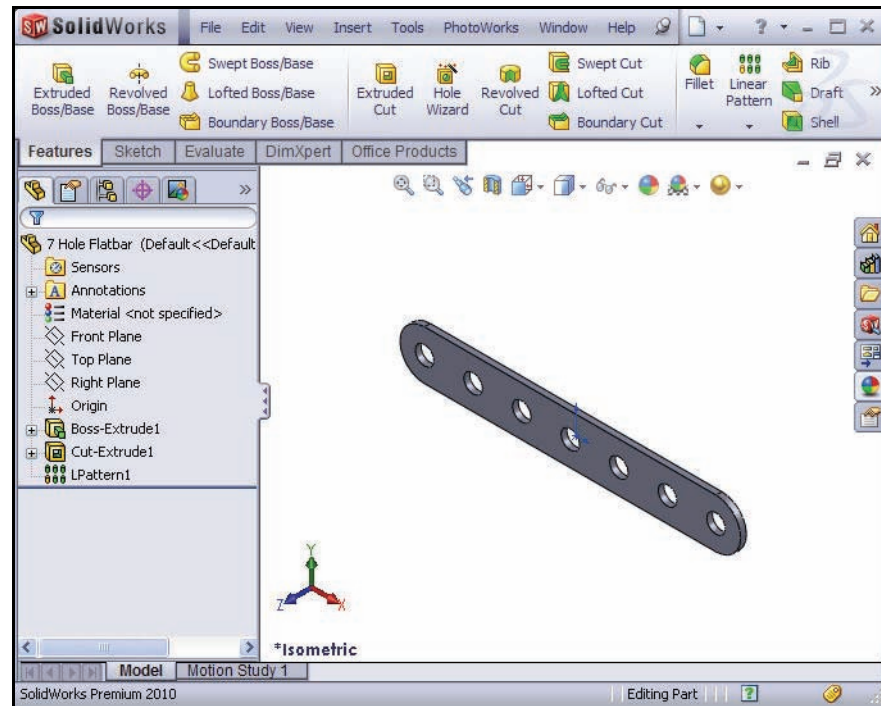 SolidWorks File Edit View Insert Tools PhotoWorks Window Help ?
Extruded Boss/Base
Revolved Boss/Base
Swept Boss/Base
Lofted Boss/Base
Boundary Boss/Base
Extruded Cut
Hole Wizard
Revolved Cut
Swept Cut
Lofted Cut
Boundary Cut
Fillet
Linear Pattern
Rib
Draft
Shell
Features Sketch Evaluate DimXpert Office Products
7 Hole Flatbar (Default<<Default
Sensors
Annotations
Material <not specified>
Front Plane
Top Plane
Right Plane
Origin
Boss-Extrude1
Cut-Extrude1
LPattern1
Y
Z X
*Isometric
Model Motion Study 1
SolidWorks Premium 2010 Editing Part ?